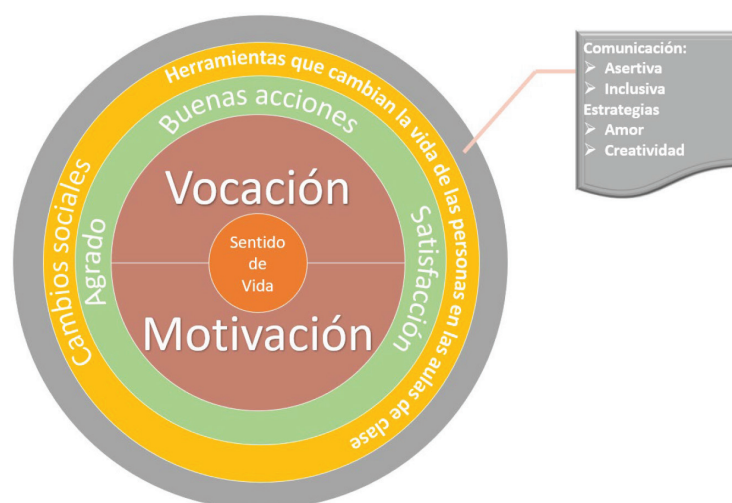 Herramientas que cambian la vida de las personas en las aulas de clase
Cambios sociales
Buenas acciones
Agrado
Satisfacción
Vocación
Sentido
de
Vida
Motivación
Comunicación:
➢ Asertiva
➢ Inclusiva
Estrategias
➢ Amor
➢ Creatividad